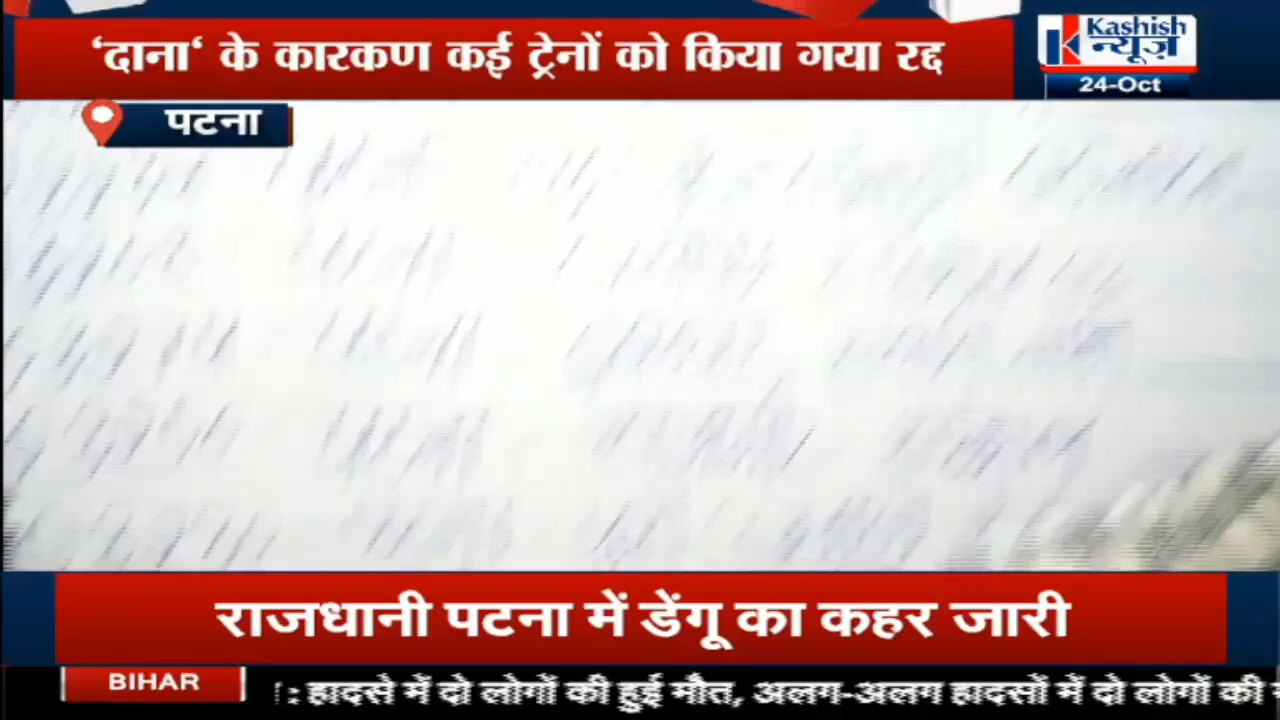 ‘दाना‘ के कारकण कई ट्रेनों को किया गया रद्द
Kashish
न्यूज़
24-Oct
पटना
राजधानी पटना में डेंगू का कहर जारी
BIHAR
: हादसे में दो लोगों की हुई मौत, अलग-अलग हादसों में दो लोगों की